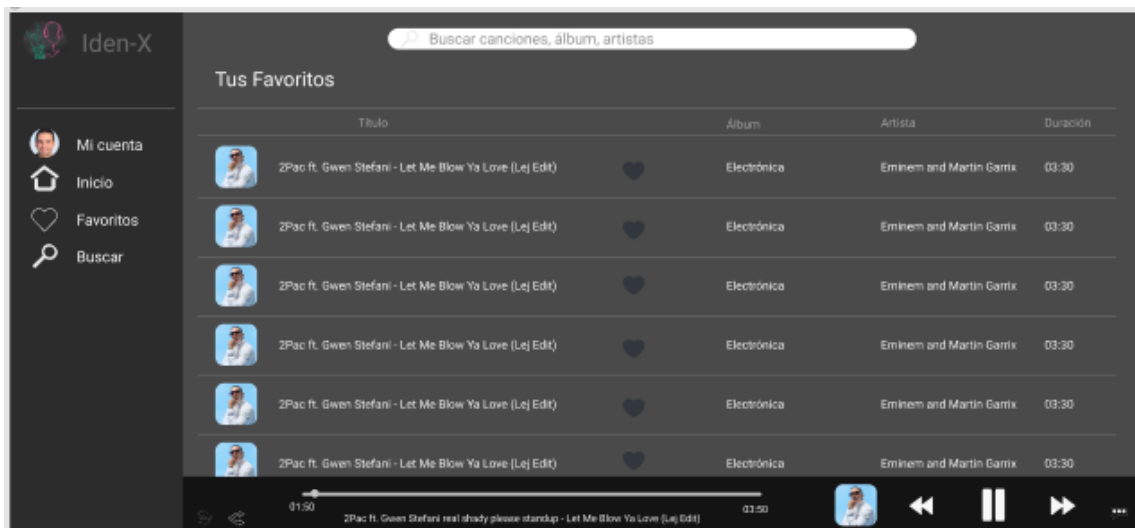 Iden-X
Buscar canciones, álbum, artistas
Tus Favoritos
Título Álbum Artista Duración
Mi cuenta
Inicio
Favoritos
Buscar
2Pac ft. Gwen Stefani - Let Me Blow Ya Love (Lej Edit) Electrónica Eminem and Martin Garrix 03:30
2Pac ft. Gwen Stefani - Let Me Blow Ya Love (Lej Edit) Electrónica Eminem and Martin Garrix 03:30
2Pac ft. Gwen Stefani - Let Me Blow Ya Love (Lej Edit) Electrónica Eminem and Martin Garrix 03:30
2Pac ft. Gwen Stefani - Let Me Blow Ya Love (Lej Edit) Electrónica Eminem and Martin Garrix 03:30
2Pac ft. Gwen Stefani - Let Me Blow Ya Love (Lej Edit) Electrónica Eminem and Martin Garrix 03:30
2Pac ft. Gwen Stefani - Let Me Blow Ya Love (Lej Edit) Electrónica Eminem and Martin Garrix 03:30
01:50 03:50
2Pac ft. Gwen Stefani real shady please standup - Let Me Blow Ya Love (Lej Edit)